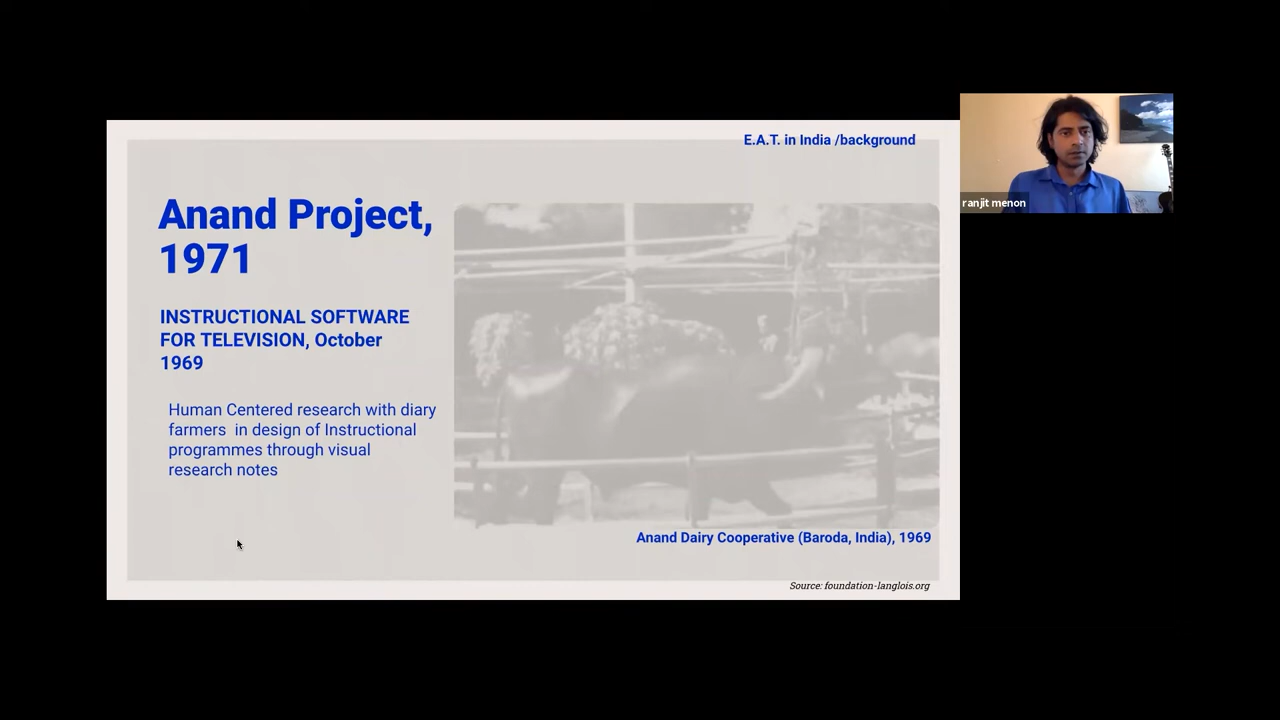 E.A.T. in India /background
ranjit menon
Anand Project,
1971
INSTRUCTIONAL SOFTWARE
FOR TELEVISION, October
1969
Human Centered research with diary
farmers in design of Instructional
programmes through visual
research notes
Anand Dairy Cooperative (Baroda, India), 1969
Source: foundation-langlois.org